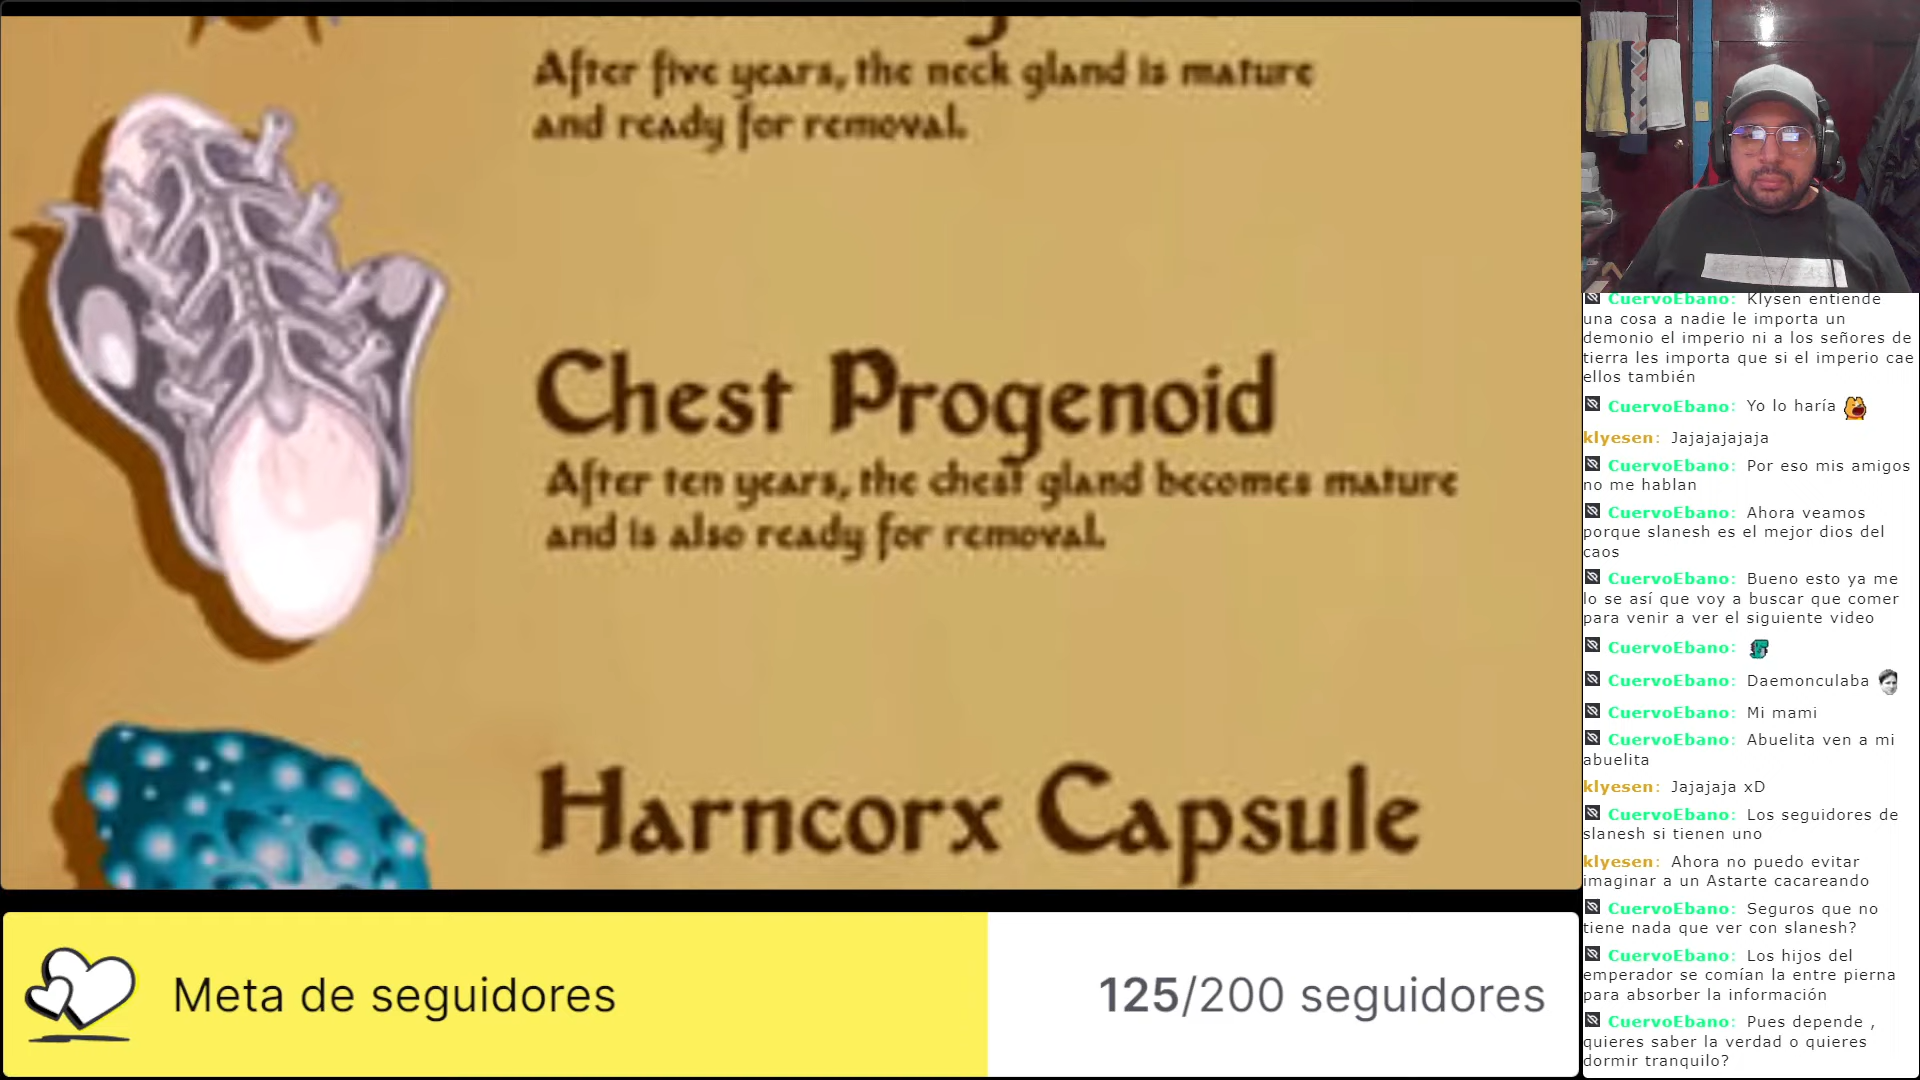 After five years, the neck gland is mature
and ready for removal.
Chest Progenoid
After ten years, the chest gland becomes mature
and is also ready for removal.
Harncorx Capsule
Meta de seguidores
125/200 seguidores
CuervoEbano: Klysen entiende
una cosa a nadie le importa un
demonio el imperio ni a los señores de
tierra les importa que si el imperio cae
ellos también
CuervoEbano: Yo lo haría
klyesen: Jajajajajaja
CuervoEbano: Por eso mis amigos
no me hablan
CuervoEbano: Ahora veamos
porque slanesh es el mejor dios del
caos
CuervoEbano: Bueno esto ya me
lo se así que voy a buscar que comer
para venir a ver el siguiente video
CuervoEbano:
CuervoEbano: Daemonculaba
CuervoEbano: Mi mami
CuervoEbano: Abuelita ven a mi
abuelita
klyesen: Jajajaja xD
CuervoEbano: Los seguidores de
slanesh si tienen uno
klyesen: Ahora no puedo evitar
imaginar a un Astarte cacareando
CuervoEbano: Seguros que no
tiene nada que ver con slanesh?
CuervoEbano: Los hijos del
emperador se comían la entre pierna
para absorber la información
CuervoEbano: Pues depende ,
quieres saber la verdad o quieres
dormir tranquilo?